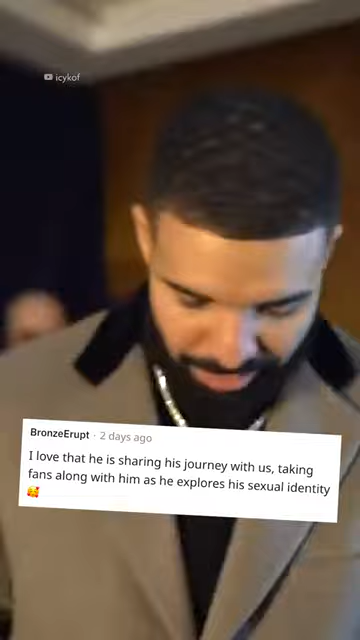 icykof
BronzeErupt · 2 days ago
I love that he is sharing his journey with us, taking
fans along with him as he explores his sexual identity
🥰